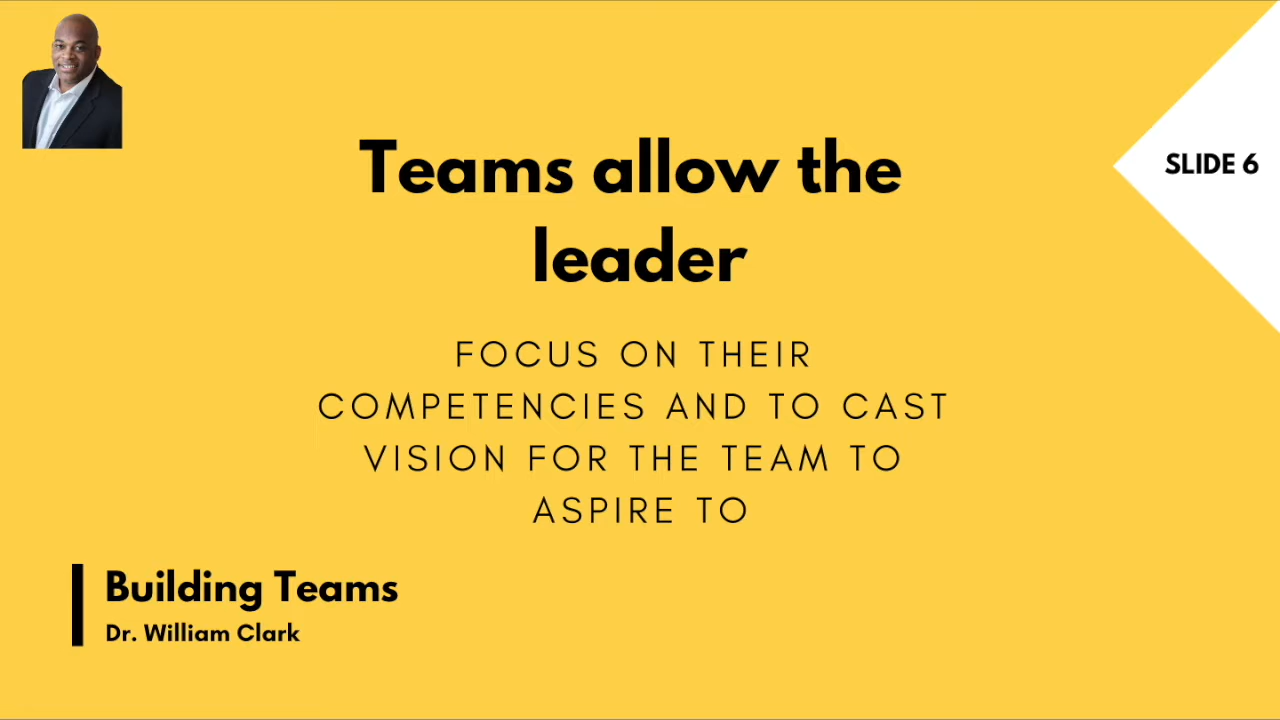 SLIDE 6
Teams allow the
leader
FOCUS ON THEIR
COMPETENCIES AND TO CAST
VISION FOR THE TEAM TO
ASPIRE TO
Building Teams
Dr. William Clark